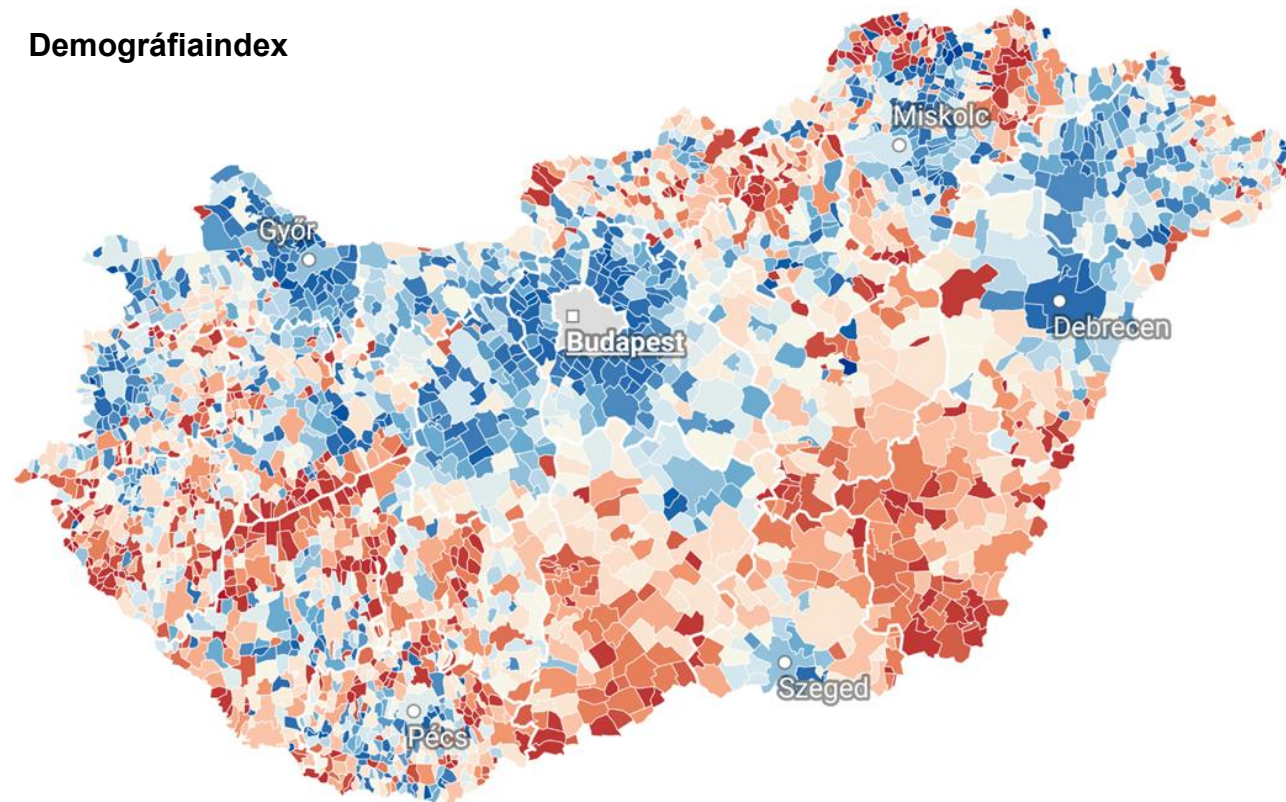 Demográfiaindex
Miskolc
Győr
Debrecen
Budapest
Szeged
Pécs